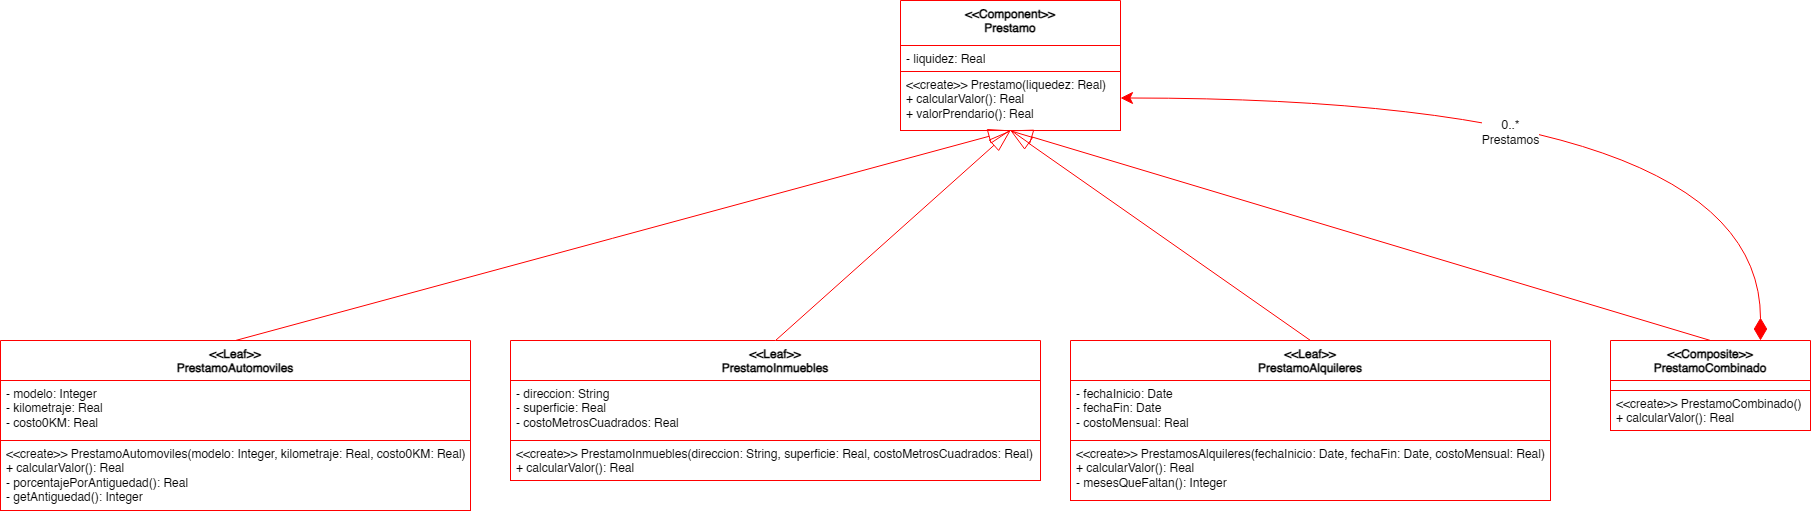 <<Component>>
Prestamo
- liquidez: Real
<<create>> Prestamo(liquedez: Real)
+ calcularValor(): Real
+ valorPrendario(): Real
0..*
Prestamos
<<Leaf>>
PrestamoAutomoviles
- modelo: Integer
- kilometraje: Real
- costo0KM: Real
<<create>> PrestamoAutomoviles(modelo: Integer, kilometraje: Real, costo0KM: Real)
+ calcularValor(): Real
- porcentajePorAntiguedad(): Real
- getAntiguedad(): Integer
<<Leaf>>
PrestamoInmuebles
- direccion: String
- superficie: Real
- costoMetrosCuadrados: Real
<<create>> PrestamoInmuebles(direccion: String, superficie: Real, costoMetrosCuadrados: Real)
+ calcularValor(): Real
<<Leaf>>
PrestamoAlquileres
- fechaInicio: Date
- fechaFin: Date
- costoMensual: Real
<<create>> PrestamosAlquileres(fechaInicio: Date, fechaFin: Date, costoMensual: Real)
+ calcularValor(): Real
- mesesQueFaltan(): Integer
<<Composite>>
PrestamoCombinado
<<create>> PrestamoCombinado()
+ calcularValor(): Real